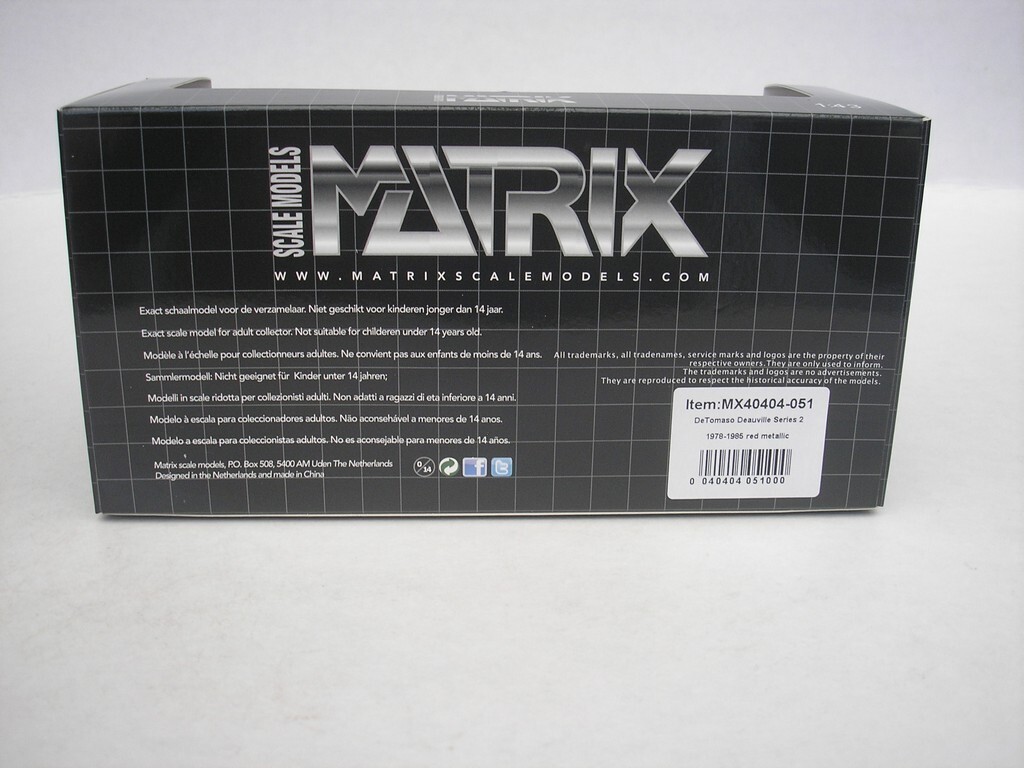 MATRIX
1:43
SCALE MODELS
MATRIX
WWW.MATRIXSCALEMODELS.COM
Exact schaalmodel voor de verzamelaar. Niet geschikt voor kinderen jonger dan 14 jaar.
Exact scale model for adult collector. Not suitable for childeren under 14 years old.
Modèle à l'échelle pour collectionneurs adultes. Ne convient pas aux enfants de moins de 14 ans.
Sammlermodell: Nicht geeignet für Kinder unter 14 jahren;
Modelli in scale ridotta per collezionisti adulti. Non adatti a ragazzi di eta inferiore a 14 anni.
Modelo à escala para coleccionadores adultos. Não aconsehável a menores de 14 anos.
Modelo a escala para coleccionistas adultos. No es aconsejable para menores de 14 años.
Matrix scale models, P.O. Box 508, 5400 AM Uden The Netherlands
Designed in the Netherlands and made in China
0/14
f
t
All trademarks, all tradenames, service marks and logos are the property of their
respective owners. They are only used to inform.
The trademarks and logos are no advertisements.
They are reproduced to respect the historical accuracy of the models.
Item:MX40404-051
DeTomaso Deauville Series 2
1978-1985 red metallic
0 040404 051000